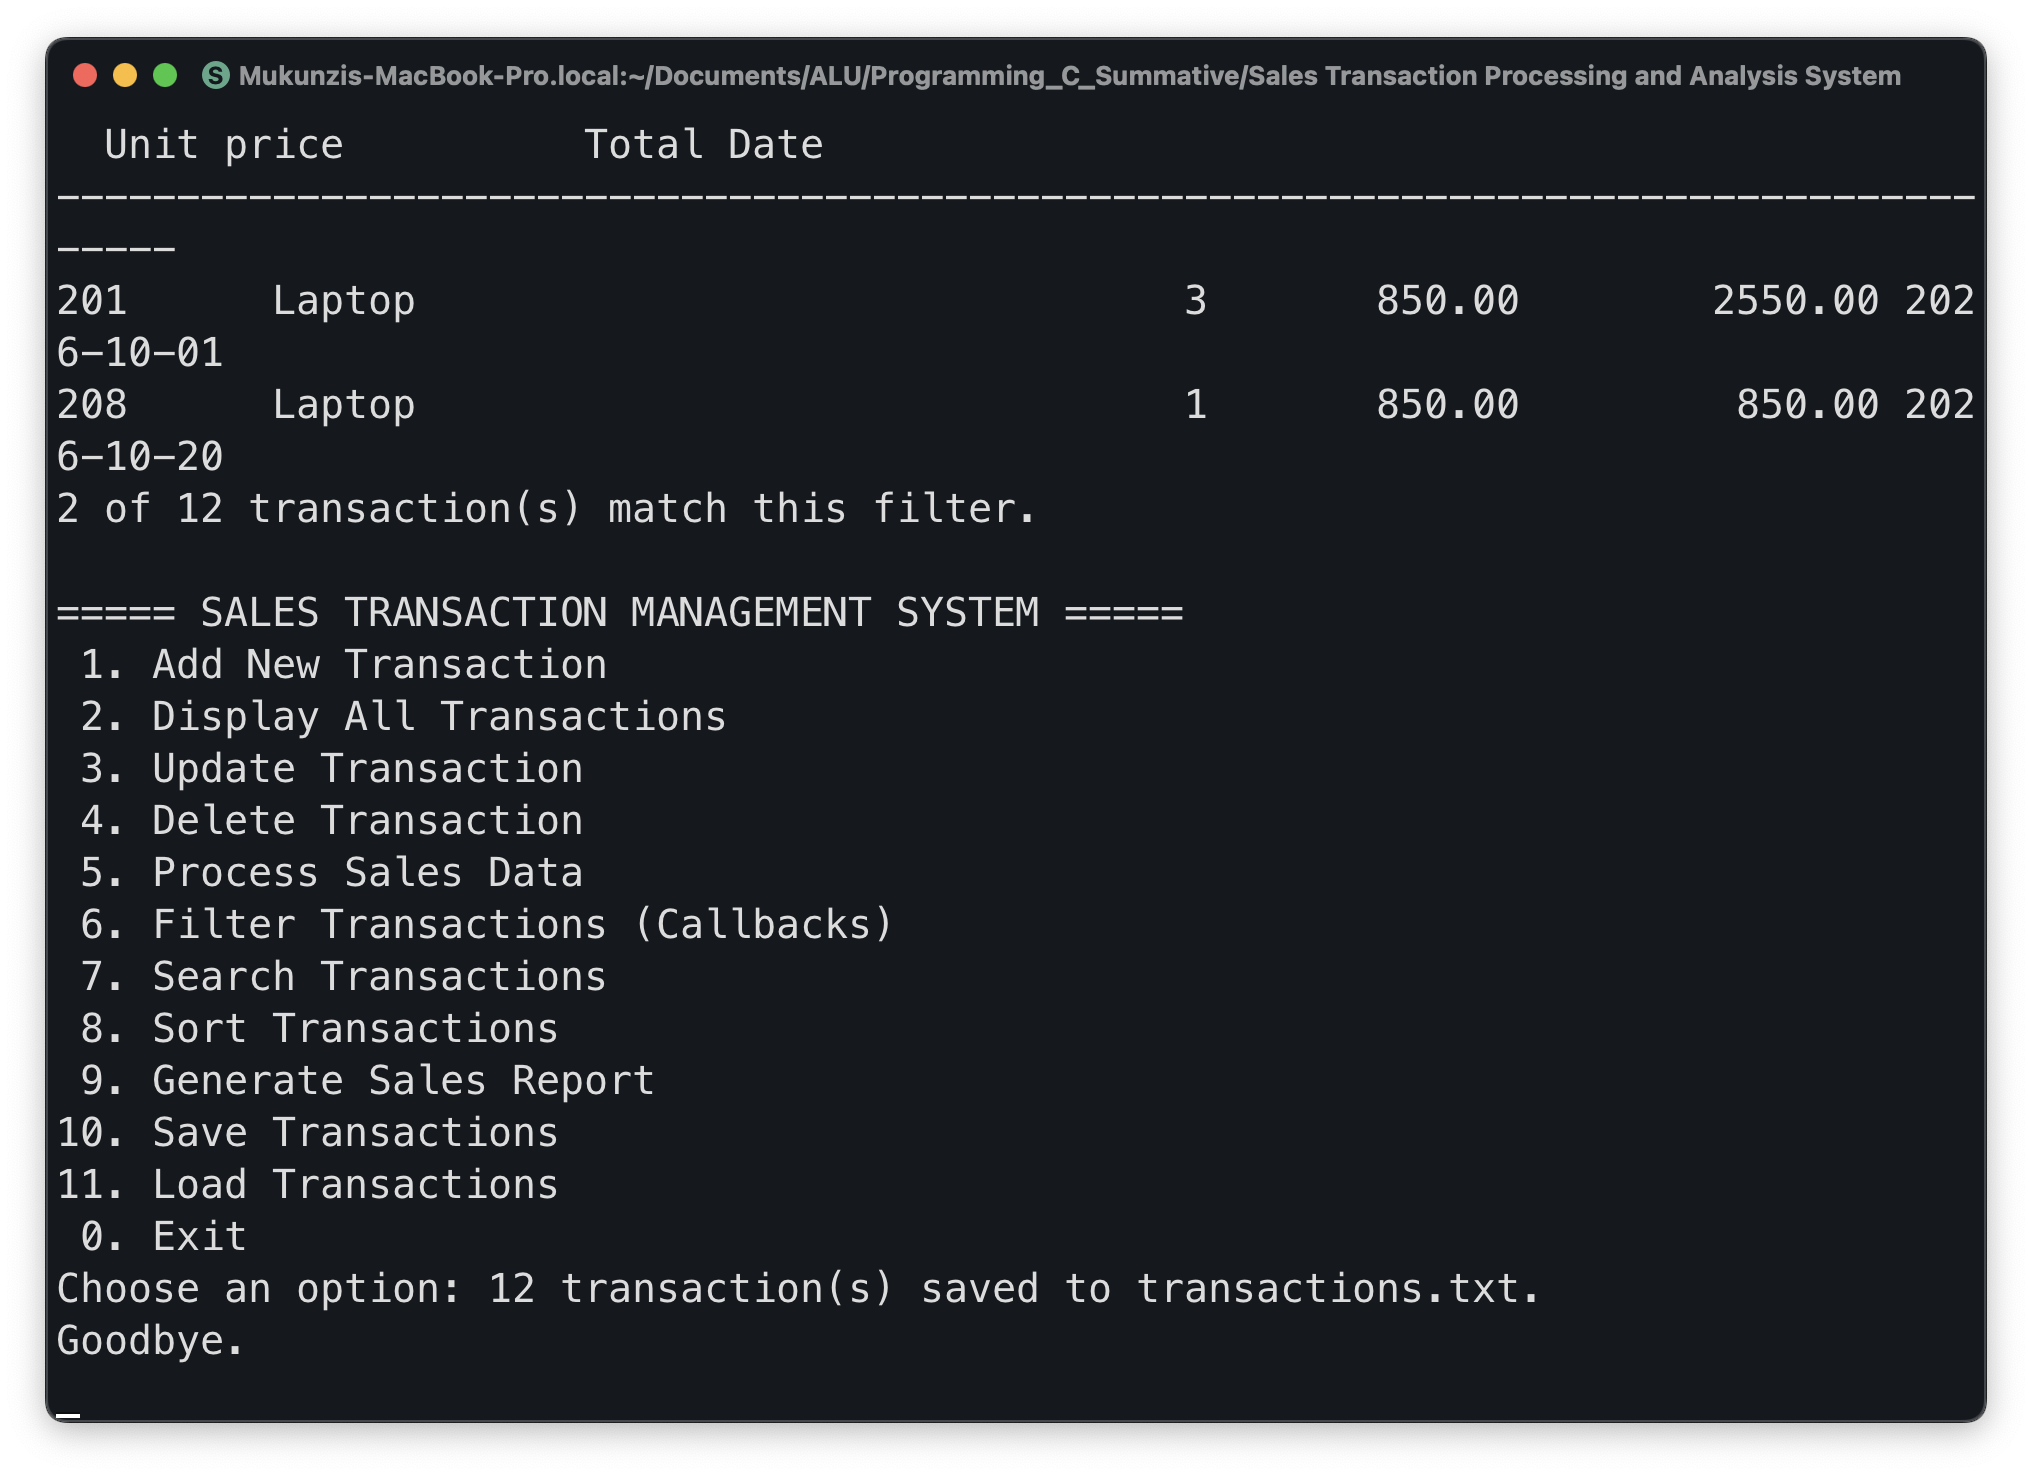 S Mukunzis-MacBook-Pro.local:~/Documents/ALU/Programming_C_Summative/Sales Transaction Processing and Analysis System
  Unit price          Total Date
--------------------------------------------------------------------------------
-----
201      Laptop                                3       850.00        2550.00 202
6-10-01
208      Laptop                                1       850.00         850.00 202
6-10-20
2 of 12 transaction(s) match this filter.

===== SALES TRANSACTION MANAGEMENT SYSTEM =====
 1. Add New Transaction
 2. Display All Transactions
 3. Update Transaction
 4. Delete Transaction
 5. Process Sales Data
 6. Filter Transactions (Callbacks)
 7. Search Transactions
 8. Sort Transactions
 9. Generate Sales Report
10. Save Transactions
11. Load Transactions
 0. Exit
Choose an option: 12 transaction(s) saved to transactions.txt.
Goodbye.